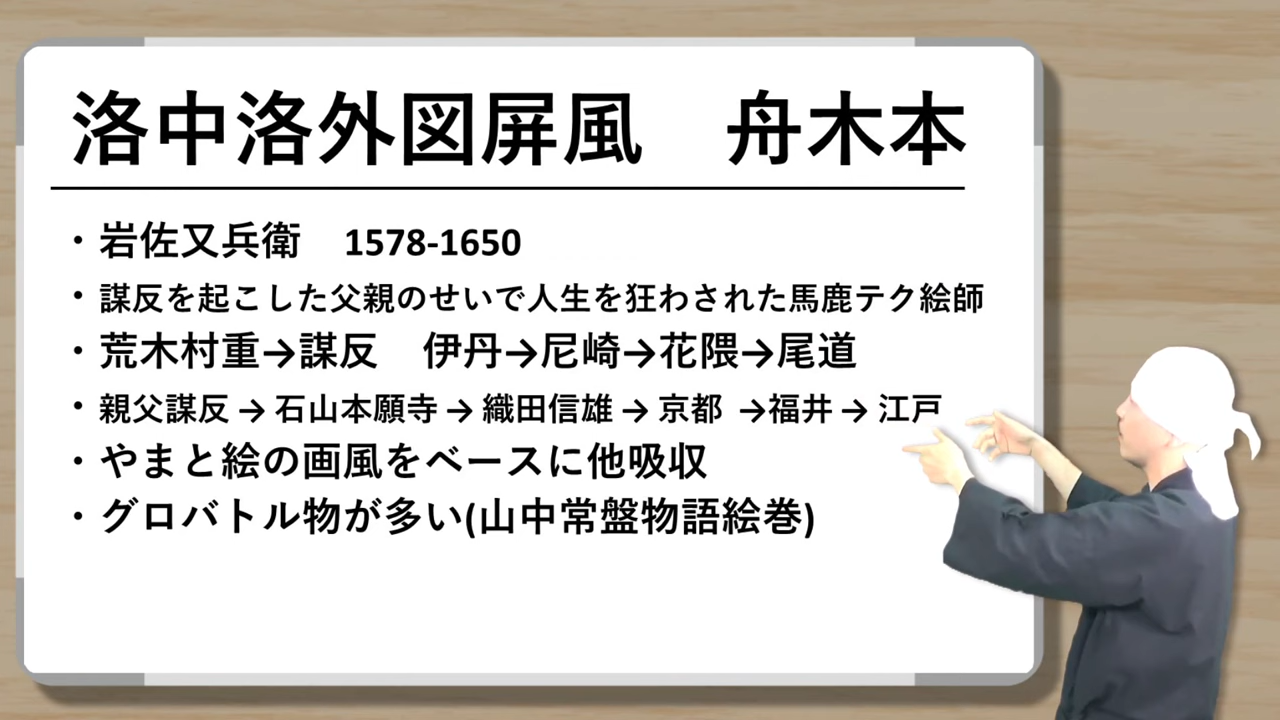 洛中洛外図屏風　舟木本
・岩佐又兵衛　1578-1650
・謀反を起こした父親のせいで人生を狂わされた馬鹿テク絵師
・荒木村重→謀反　伊丹→尼崎→花隈→尾道
・親父謀反 → 石山本願寺 → 織田信雄 → 京都 →福井 → 江戸
・やまと絵の画風をベースに他吸収
・グロバトル物が多い(山中常盤物語絵巻)